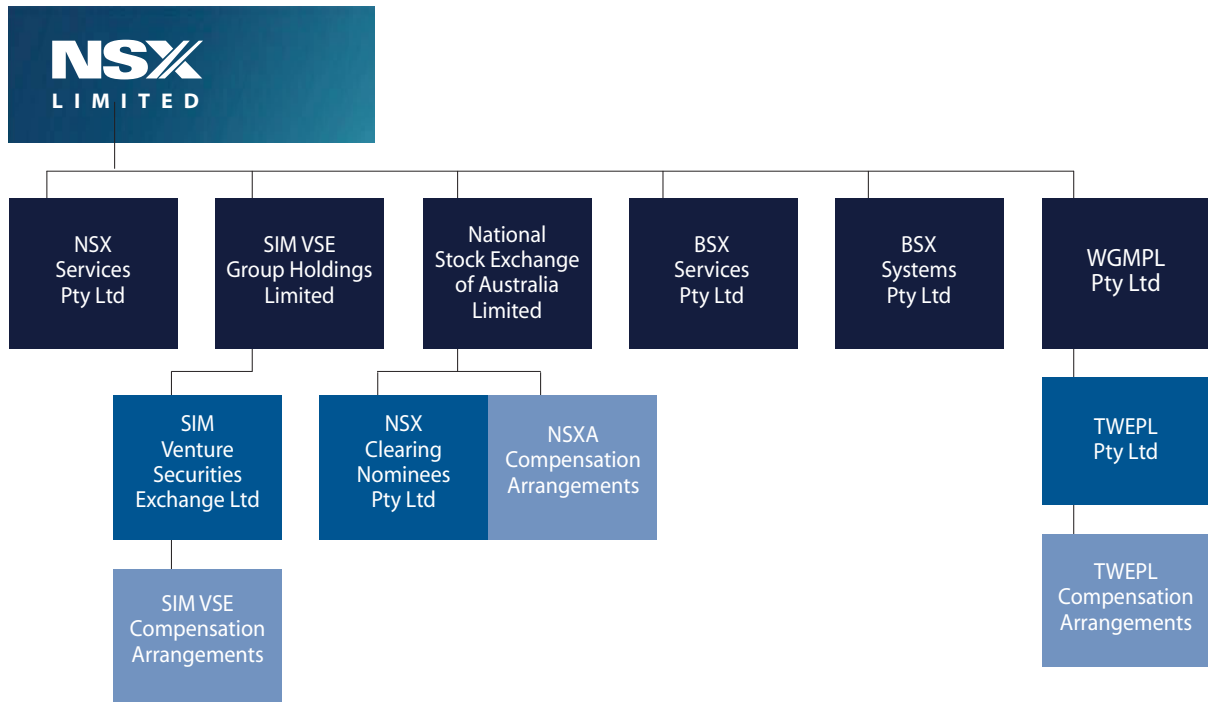 NSX
LIMITED
NSX
Services
Pty Ltd
SIM VSE
Group Holdings
Limited
National
Stock Exchange
of Australia
Limited
BSX
Services
Pty Ltd
BSX
Systems
Pty Ltd
WGMPL
Pty Ltd
SIM
Venture
Securities
Exchange Ltd
NSX
Clearing
Nominees
Pty Ltd
NSXA
Compensation
Arrangements
TWEPL
Pty Ltd
SIM VSE
Compensation
Arrangements
TWEPL
Compensation
Arrangements